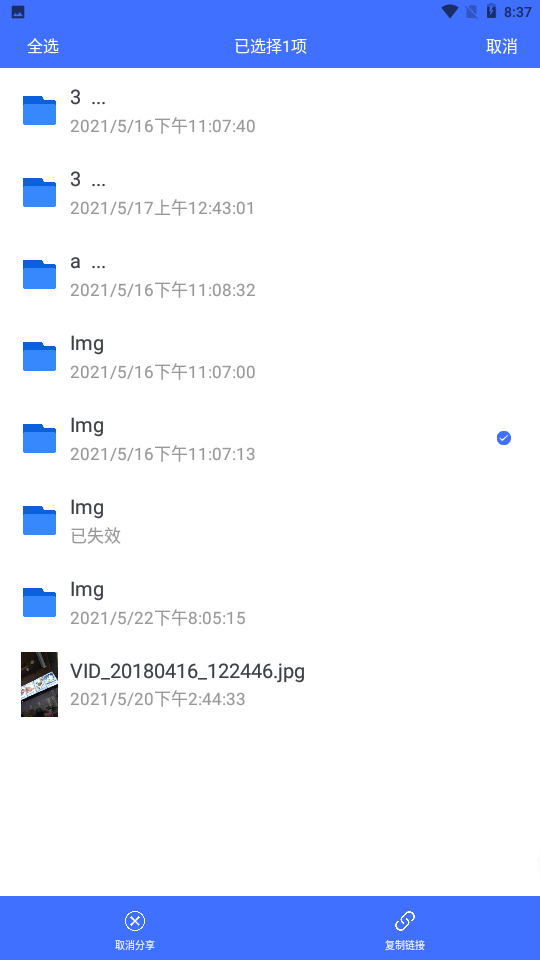 8:37
全选
已选择1项
取消
3 ...
2021/5/16下午11:07:40
3 ...
2021/5/17上午12:43:01
a ...
2021/5/16下午11:08:32
Img
2021/5/16下午11:07:00
Img
2021/5/16下午11:07:13
Img
已失效
Img
2021/5/22下午8:05:15
VID_20180416_122446.jpg
2021/5/20下午2:44:33
取消分享
复制链接